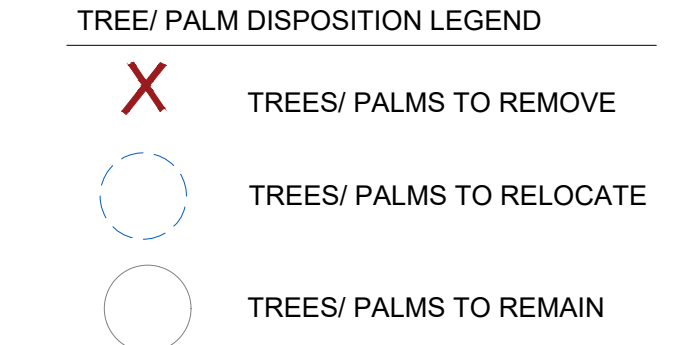 TREE/ PALM DISPOSITION LEGEND
TREES/ PALMS TO REMOVE
TREES/ PALMS TO RELOCATE
TREES/ PALMS TO REMAIN